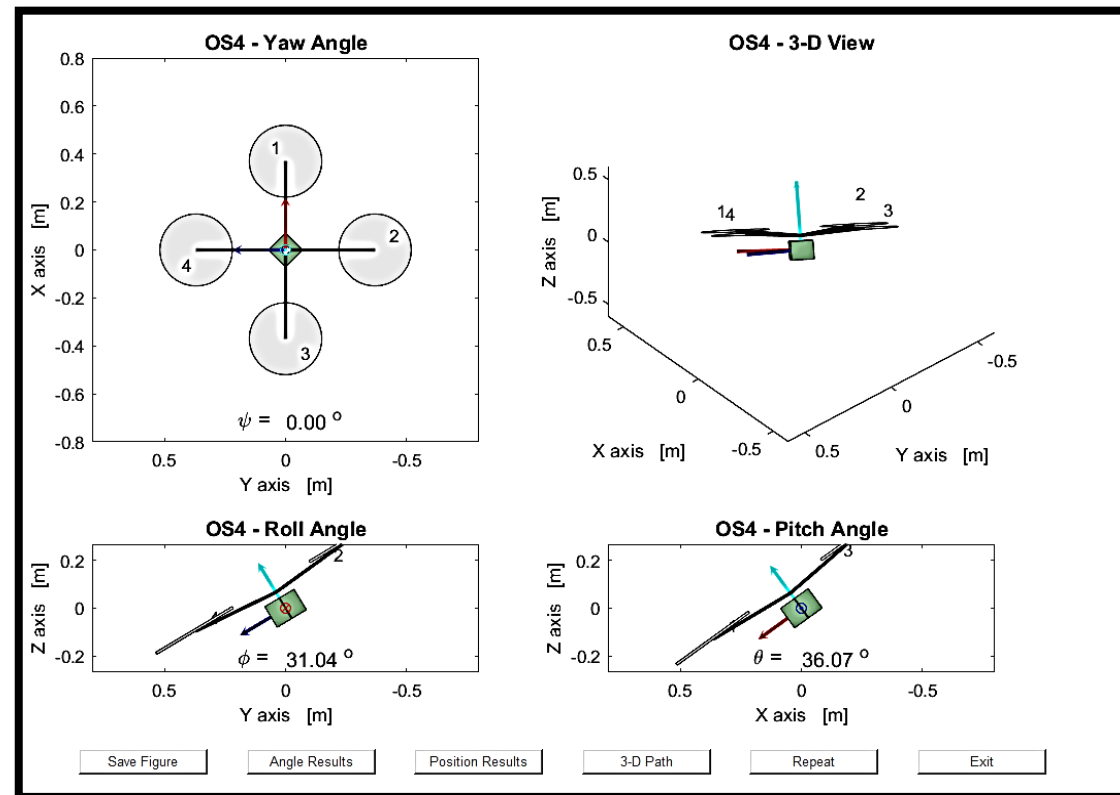 OS4 - Yaw Angle
0.8
0.6
0.4
0.2
0
-0.2
-0.4
-0.6
-0.8
X axis [m]
1
2
4
3
ψ = 0.00 °
0.5 0 -0.5
Y axis [m]
OS4 - 3-D View
0.5
0
-0.5
Z axis [m]
14
2
3
0.5
0
-0.5
X axis [m]
0.5
0
-0.5
Y axis [m]
OS4 - Roll Angle
0.2
0
-0.2
Z axis [m]
2
ϕ = 31.04 °
0.5 0 -0.5
Y axis [m]
OS4 - Pitch Angle
0.2
0
-0.2
Z axis [m]
3
θ = 36.07 °
0.5 0 -0.5
X axis [m]
Save Figure Angle Results Position Results 3-D Path Repeat Exit